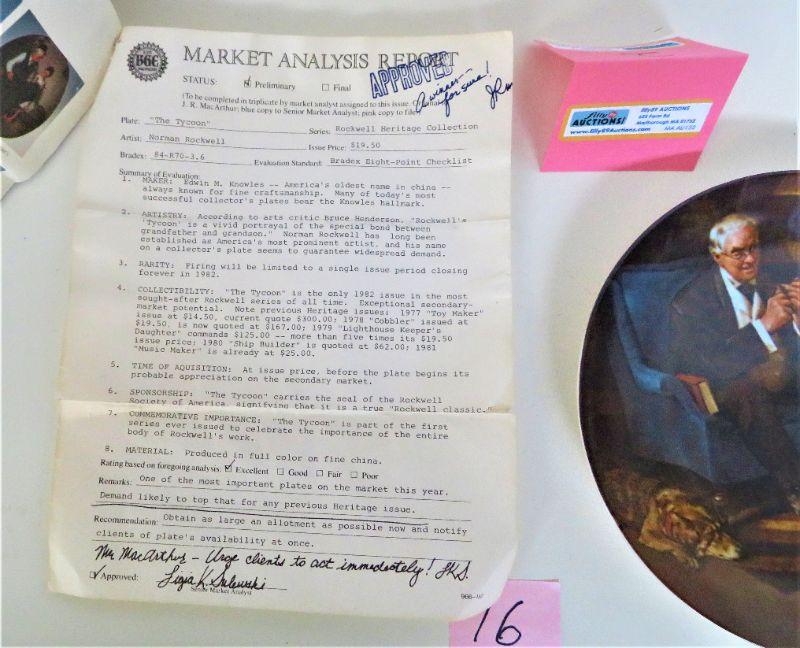 THE
B&E
MARKET ANALYSIS REPORT
STATUS: Preliminary Final
APPROVED
A winner—
for sure!
(To be completed in triplicate by market analyst assigned to this issue.
J. R. MacArthur; blue copy to Senior Market Analyst; pink copy to file)
Plate: "The Tycoon" Series: Rockwell Heritage Collection
Artist: Norman Rockwell Issue Price: $19.50
Bradex: 84-R70-3.6 Evaluation Standard: Bradex Eight-Point Checklist
Summary of Evaluation:
1. MAKER: Edwin M. Knowles -- America's oldest name in china --
always known for fine craftsmanship. Many of today's most
successful collector's plates bear the Knowles hallmark.
2. ARTISTRY: According to arts critic Bruce Henderson, "Rockwell's
'Tycoon' is a vivid portrayal of the special bond between
grandfather and grandson." Norman Rockwell has long been
established as America's most prominent artist, and his name
on a collector's plate seems to guarantee widespread demand.
3. RARITY: Firing will be limited to a single issue period closing
forever in 1982.
4. COLLECTIBILITY: "The Tycoon" is the only 1982 issue in the most
sought-after Rockwell series of all time. Exceptional secondary-
market potential. Note previous Heritage issues: 1977 "Toy Maker"
issue at $14.50, current quote $300.00; 1978 "Cobbler" issued at
$19.50, is now quoted at $167.00; 1979 "Lighthouse Keeper's
Daughter" commands $125.00 -- more than five times its $19.50
issue price; 1980 "Ship Builder" is quoted at $62.00; 1981
"Music Maker" is already at $25.00.
5. TIME OF AQUISITION: At issue price, before the plate begins its
probable appreciation on the secondary market.
6. SPONSORSHIP: "The Tycoon" carries the seal of the Rockwell
Society of America, signifying that it is a true "Rockwell classic."
7. COMMEMORATIVE IMPORTANCE: "The Tycoon" is part of the first
series ever issued to celebrate the importance of the entire
body of Rockwell's work.
8. MATERIAL: Produced in full color on fine china.
Rating based on foregoing analysis: Excellent Good Fair Poor
Remarks: One of the most important plates on the market this year.
Demand likely to top that for any previous Heritage issue.
Recommendation: Obtain as large an allotment as possible now and notify
clients of plate's availability at once.
Mr. MacArthur – Urge clients to act immediately! LKS.
Approved:
Senior Market Analyst
16
AUCTIONS!
www.filly89Auctions.com
filly89 AUCTIONS
Marlborough MA 01752